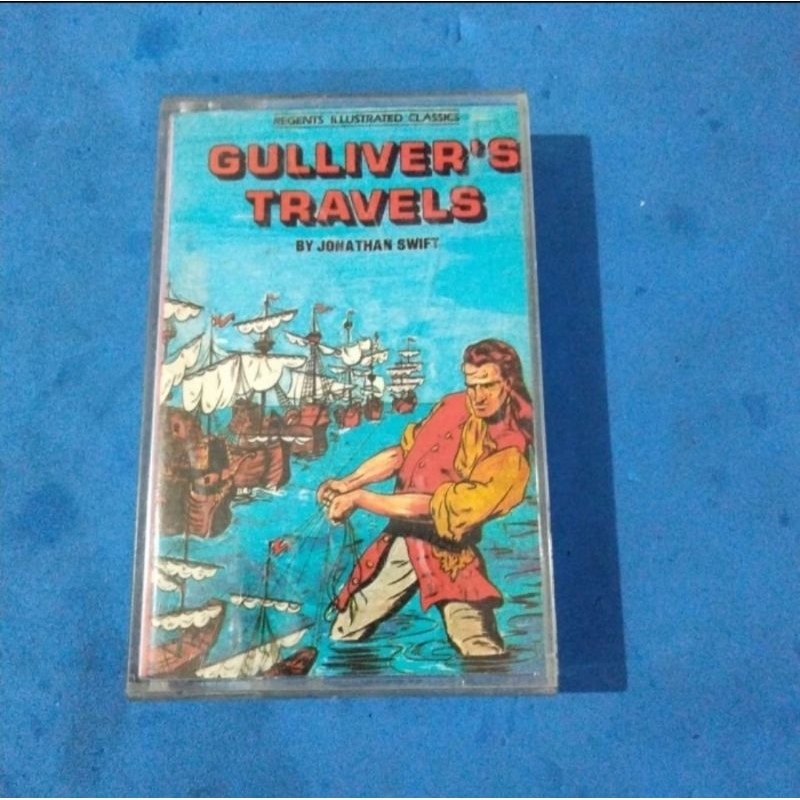 REGENTS ILLUSTRATED CLASSICS
GULLIVER'S
TRAVELS
BY JONATHAN SWIFT